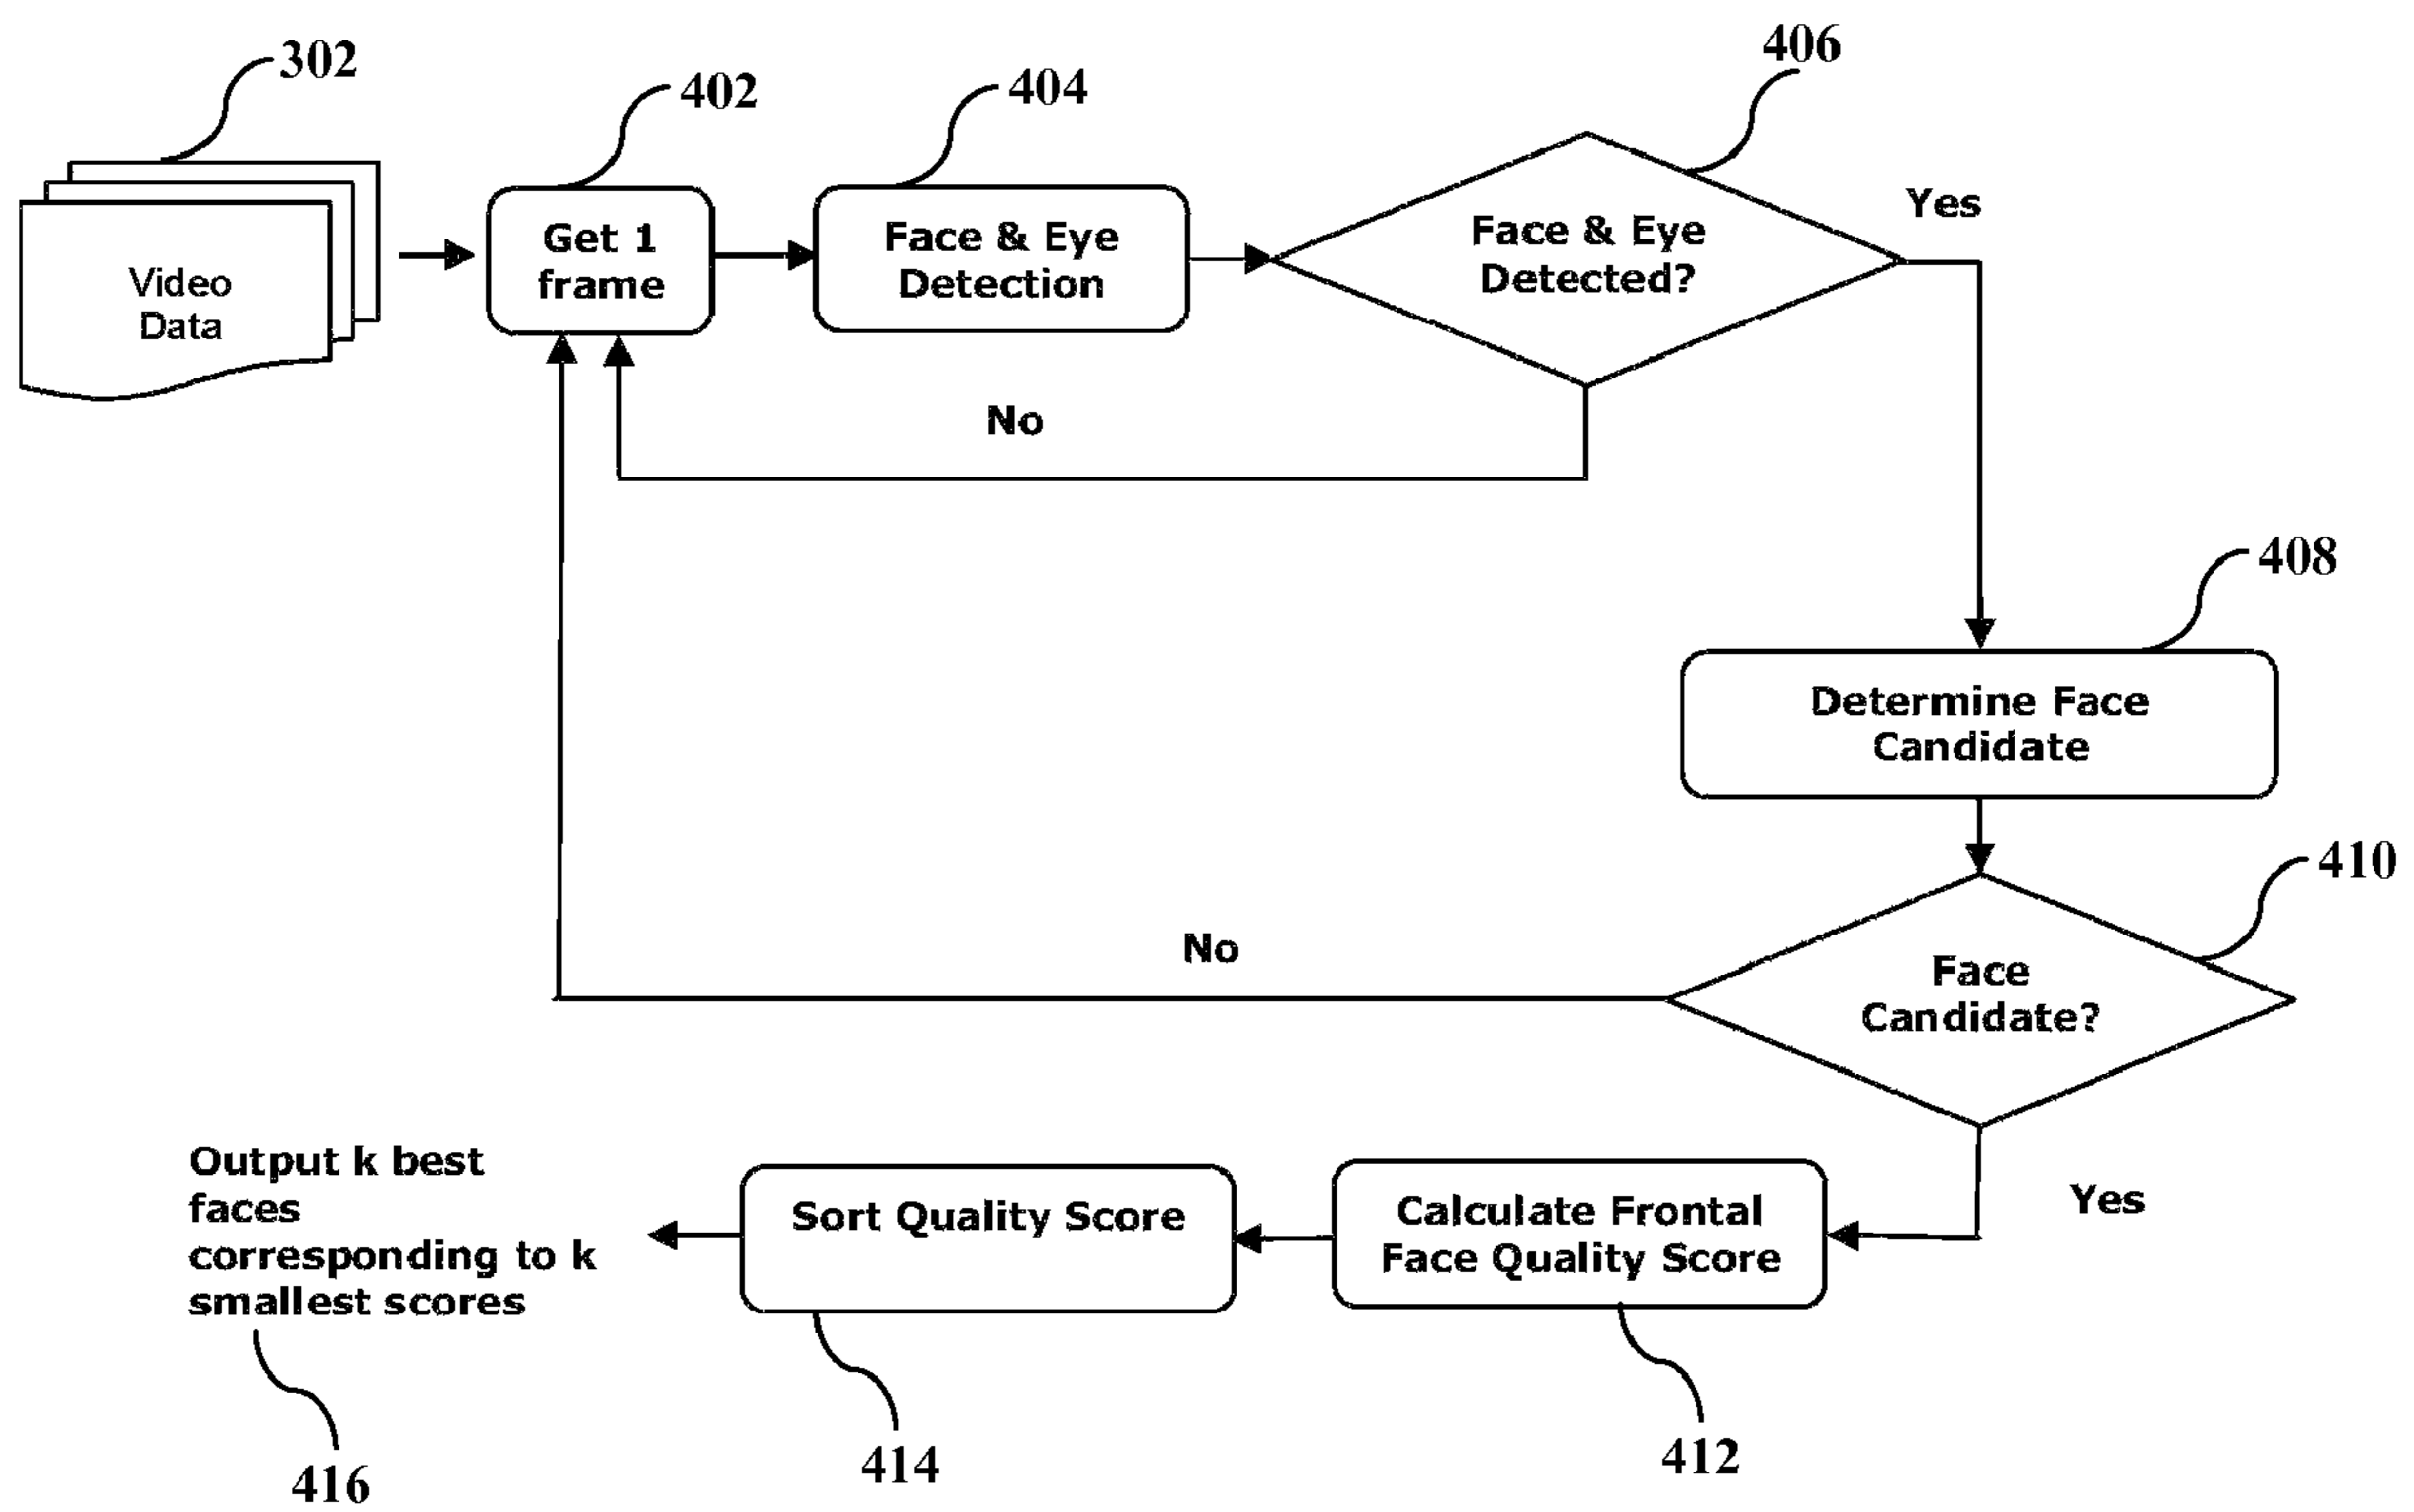 302
402
404
406
Video
Data
Get 1
frame
Face & Eye
Detection
Face & Eye
Detected?
Yes
No
408
Determine Face
Candidate
410
Face
Candidate?
No
Yes
Calculate Frontal
Face Quality Score
412
Sort Quality Score
414
Output k best
faces
corresponding to k
smallest scores
416